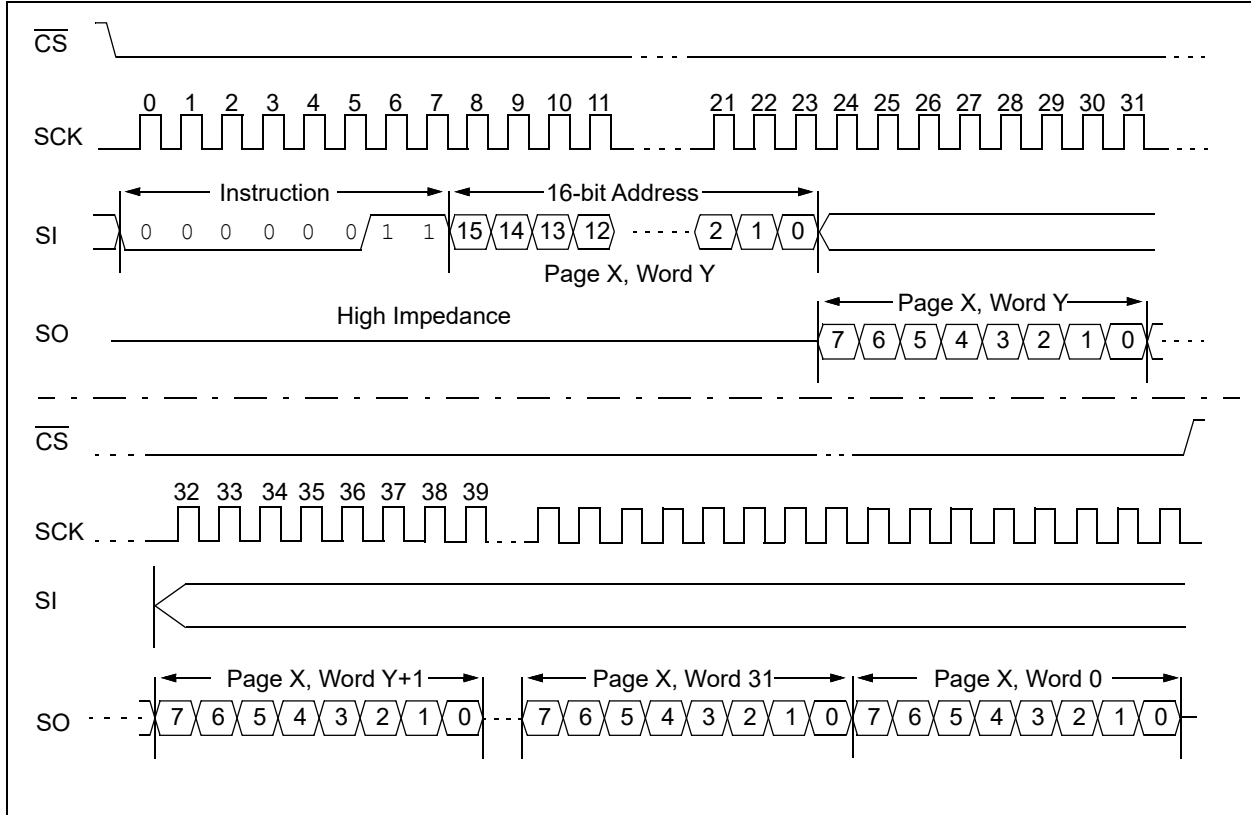 CS
0 1 2 3 4 5 6 7 8 9 10 11 21 22 23 24 25 26 27 28 29 30 31
SCK
Instruction 16-bit Address
SI 0 0 0 0 0 0 1 1 15 14 13 12 2 1 0
Page X, Word Y
High Impedance Page X, Word Y
SO 7 6 5 4 3 2 1 0
CS
32 33 34 35 36 37 38 39
SCK
SI
Page X, Word Y+1 Page X, Word 31 Page X, Word 0
SO 7 6 5 4 3 2 1 0 7 6 5 4 3 2 1 0 7 6 5 4 3 2 1 0